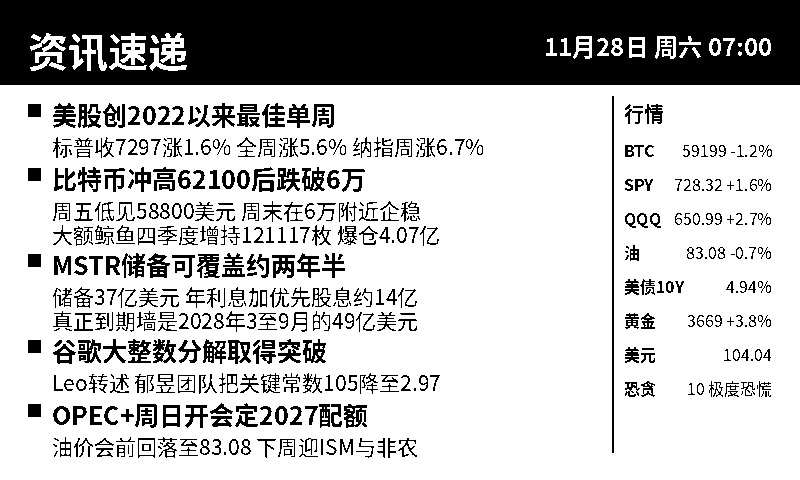 资讯速递
11月28日 周六 07:00
美股创2022以来最佳单周
标普收7297涨1.6% 全周涨5.6% 纳指周涨6.7%
比特币冲高62100后跌破6万
周五低见58800美元 周末在6万附近企稳
大额鲸鱼四季度增持121117枚 爆仓4.07亿
MSTR储备可覆盖约两年半
储备37亿美元 年利息加优先股息约14亿
真正到期墙是2028年3至9月的49亿美元
谷歌大整数分解取得突破
Leo转述 郁昱团队把关键常数105降至2.97
OPEC+周日开会定2027配额
油价会前回落至83.08 下周迎ISM与非农
行情
BTC 59199 -1.2%
SPY 728.32 +1.6%
QQQ 650.99 +2.7%
油 83.08 -0.7%
美债10Y 4.94%
黄金 3669 +3.8%
美元 104.04
恐贪 10 极度恐慌